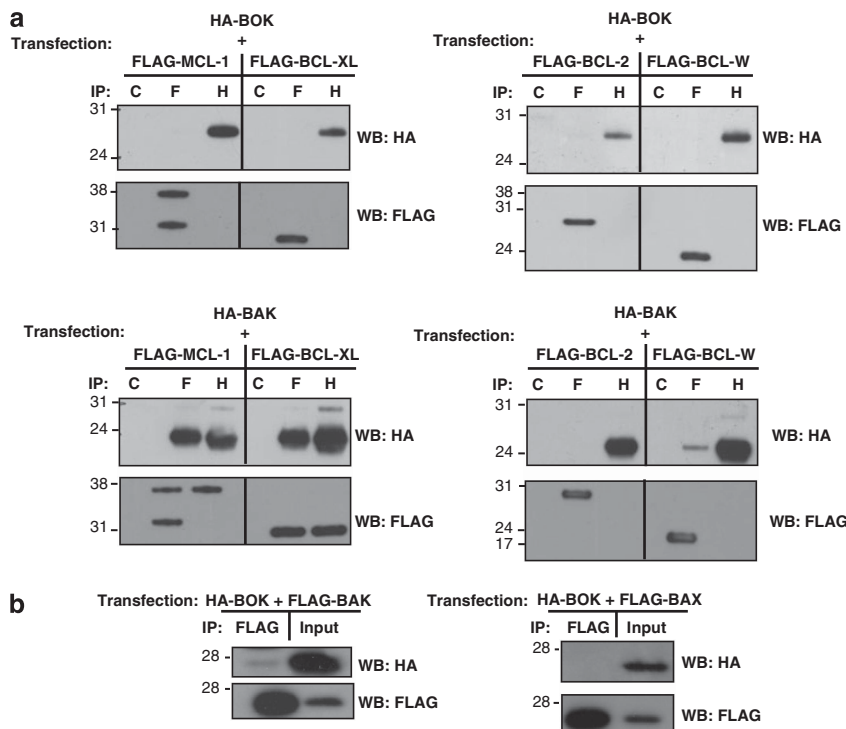 a
HA-BOK
Transfection: +
FLAG-MCL-1 FLAG-BCL-XL
IP: C F H C F H
31
24
WB: HA
38
31
WB: FLAG
HA-BOK
Transfection: +
FLAG-BCL-2 FLAG-BCL-W
IP: C F H C F H
31
24
WB: HA
38
31
24
WB: FLAG
HA-BAK
Transfection: +
FLAG-MCL-1 FLAG-BCL-XL
IP: C F H C F H
31
24
WB: HA
38
31
WB: FLAG
HA-BAK
Transfection: +
FLAG-BCL-2 FLAG-BCL-W
IP: C F H C F H
31
24
WB: HA
31
24
17
WB: FLAG
b
Transfection: HA-BOK + FLAG-BAK
IP: FLAG Input
28
WB: HA
28
WB: FLAG
Transfection: HA-BOK + FLAG-BAX
IP: FLAG Input
28
WB: HA
28
WB: FLAG